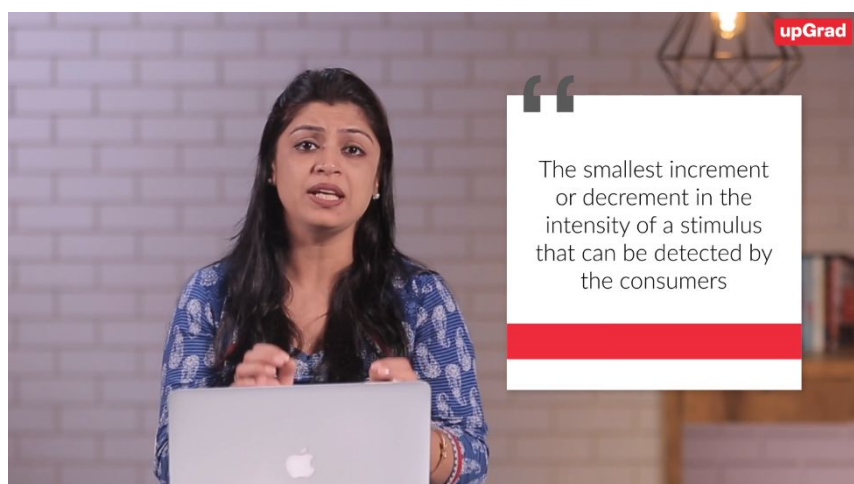 upGrad
The smallest increment
or decrement in the
intensity of a stimulus
that can be detected by
the consumers